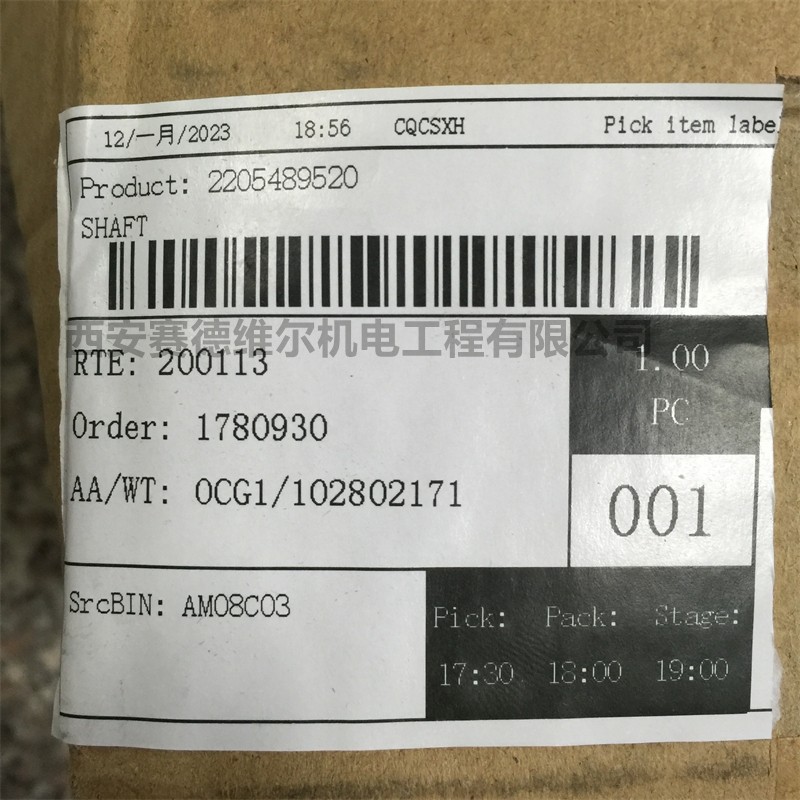 12/一月/2023 18:56 CQCSXH Pick item labe
Product: 2205489520
SHAFT
西安赛德维尔机电工程有限公司
RTE: 200113
1.00
PC
Order: 1780930
AA/WT: OCG1/102802171
001
SrcBIN: AM08C03
Pick: Pack: Stage:
17:30 18:00 19:00